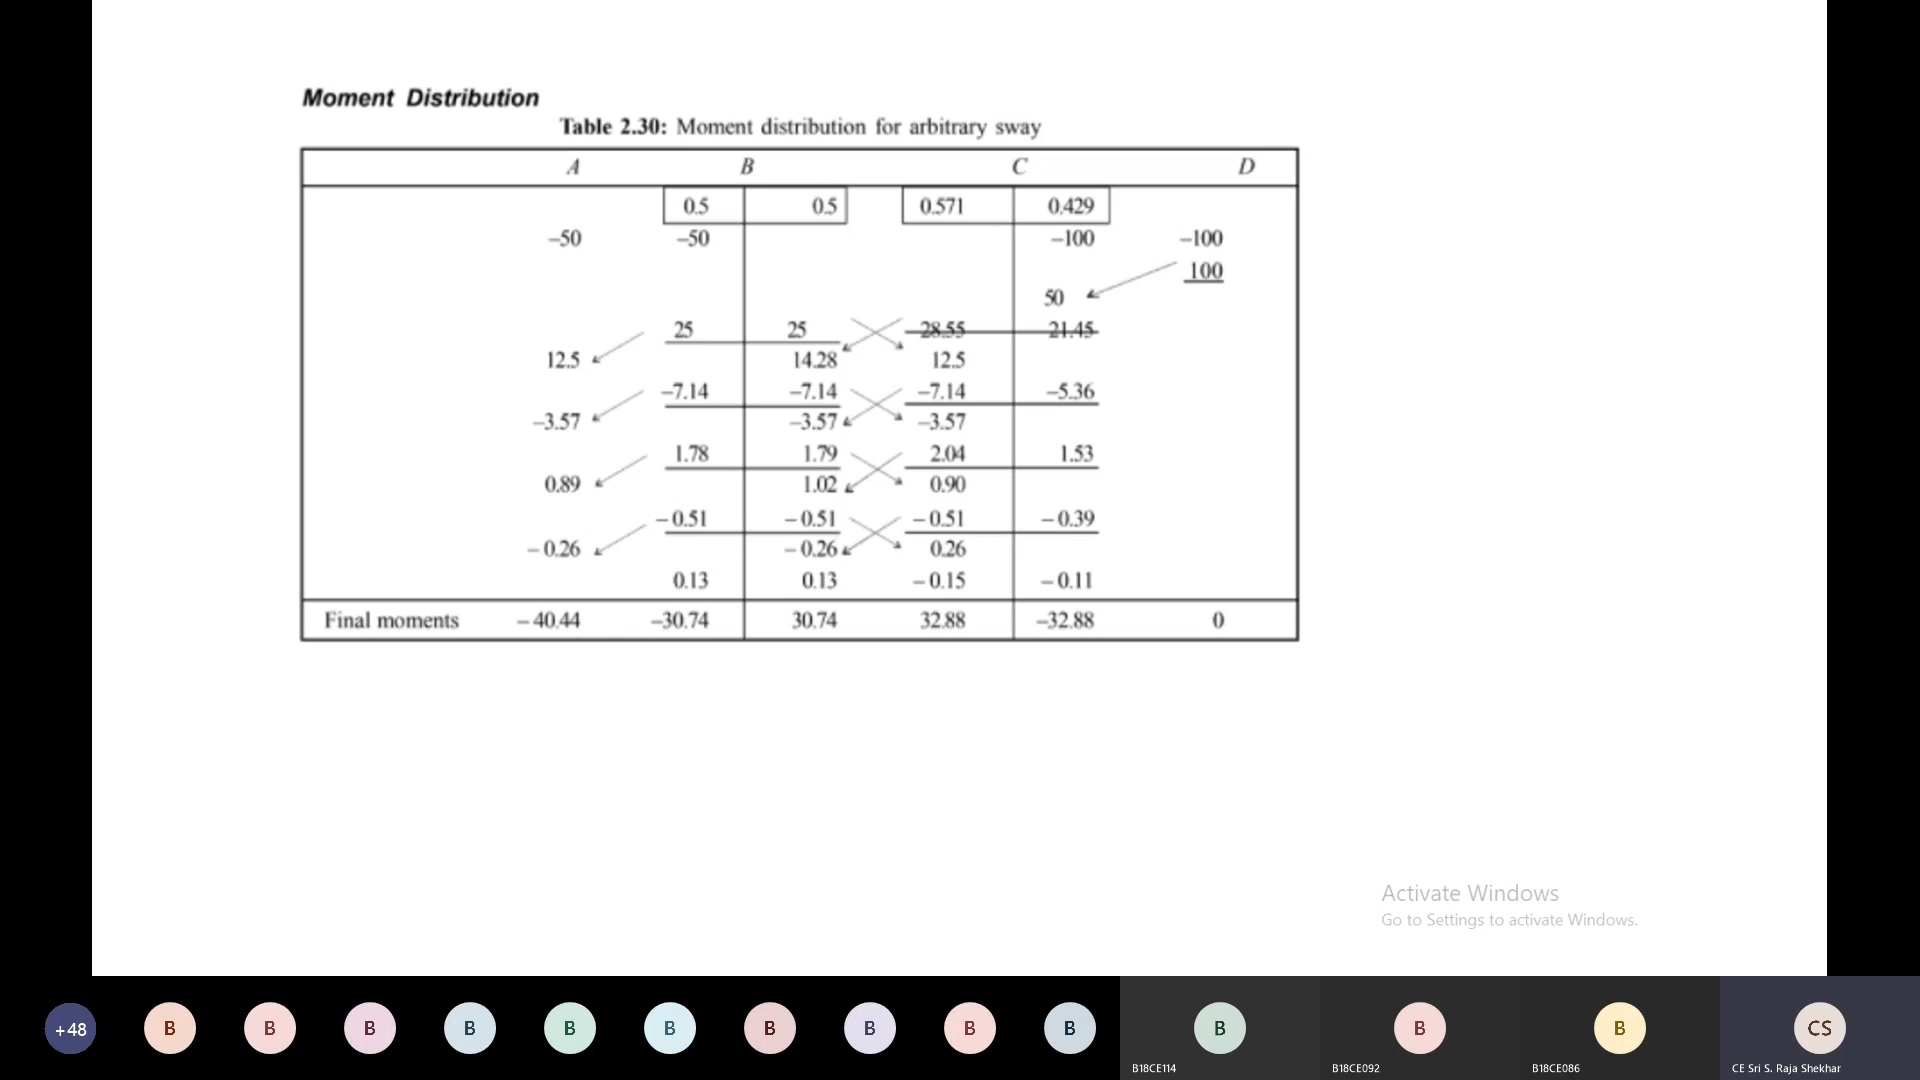 Moment Distribution
Table 2.30: Moment distribution for arbitrary sway
A B C D
0.5 0.5 0.571 0.429
–50 –50 –100 –100
100
50
25 25 28.55 21.45
12.5 14.28 12.5
–7.14 –7.14 –7.14 –5.36
–3.57 –3.57 –3.57
1.78 1.79 2.04 1.53
0.89 1.02 0.90
– 0.51 – 0.51 – 0.51 – 0.39
– 0.26 – 0.26 0.26
0.13 0.13 – 0.15 – 0.11
Final moments – 40.44 –30.74 30.74 32.88 –32.88 0
Activate Windows
Go to Settings to activate Windows.
+48 B B B B B B B B B B B B B CS
B18CE114 B18CE092 B18CE086 CE Sri S. Raja Shekhar